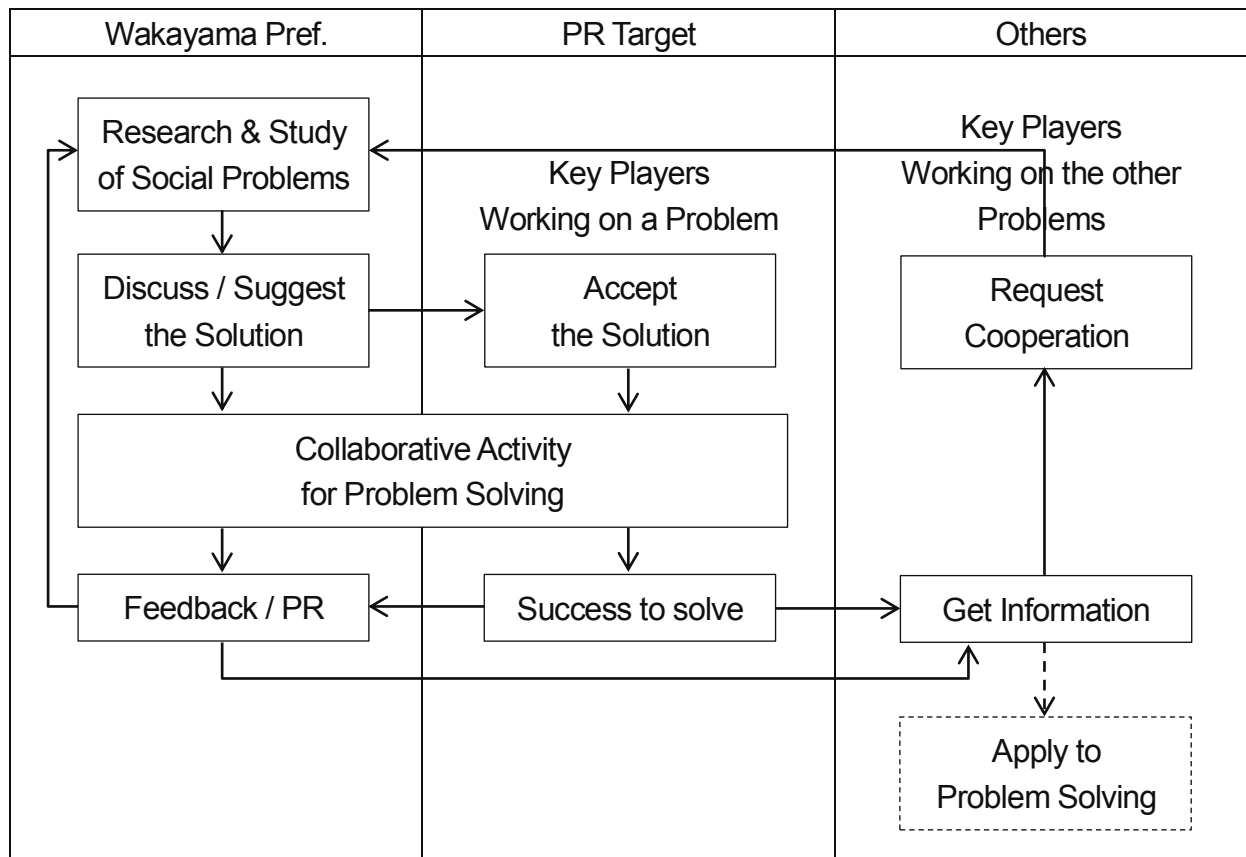 Wakayama Pref.
PR Target
Others
Research & Study
of Social Problems
Key Players
Working on a Problem
Key Players
Working on the other
Problems
Discuss / Suggest
the Solution
Accept
the Solution
Request
Cooperation
Collaborative Activity
for Problem Solving
Feedback / PR
Success to solve
Get Information
Apply to
Problem Solving